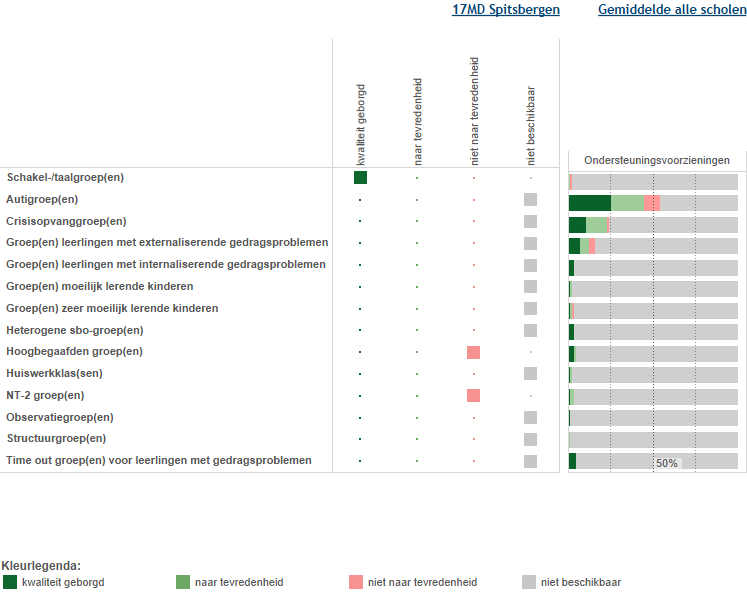 17MD Spitsbergen
Gemiddelde alle scholen
kwaliteit geborgd
naar tevredenheid
niet naar tevredenheid
niet beschikbaar
Ondersteuningsvoorzieningen
Schakel-/taalgroep(en)
Autigroep(en)
Crisisopvanggroep(en)
Groep(en) leerlingen met externaliserende gedragsproblemen
Groep(en) leerlingen met internaliserende gedragsproblemen
Groep(en) moeilijk lerende kinderen
Groep(en) zeer moeilijk lerende kinderen
Heterogene sbo-groep(en)
Hoogbegaafden groep(en)
Huiswerkklas(sen)
NT-2 groep(en)
Observatiegroep(en)
Structuurgroep(en)
Time out groep(en) voor leerlingen met gedragsproblemen
50%
Kleurlegenda:
kwaliteit geborgd
naar tevredenheid
niet naar tevredenheid
niet beschikbaar